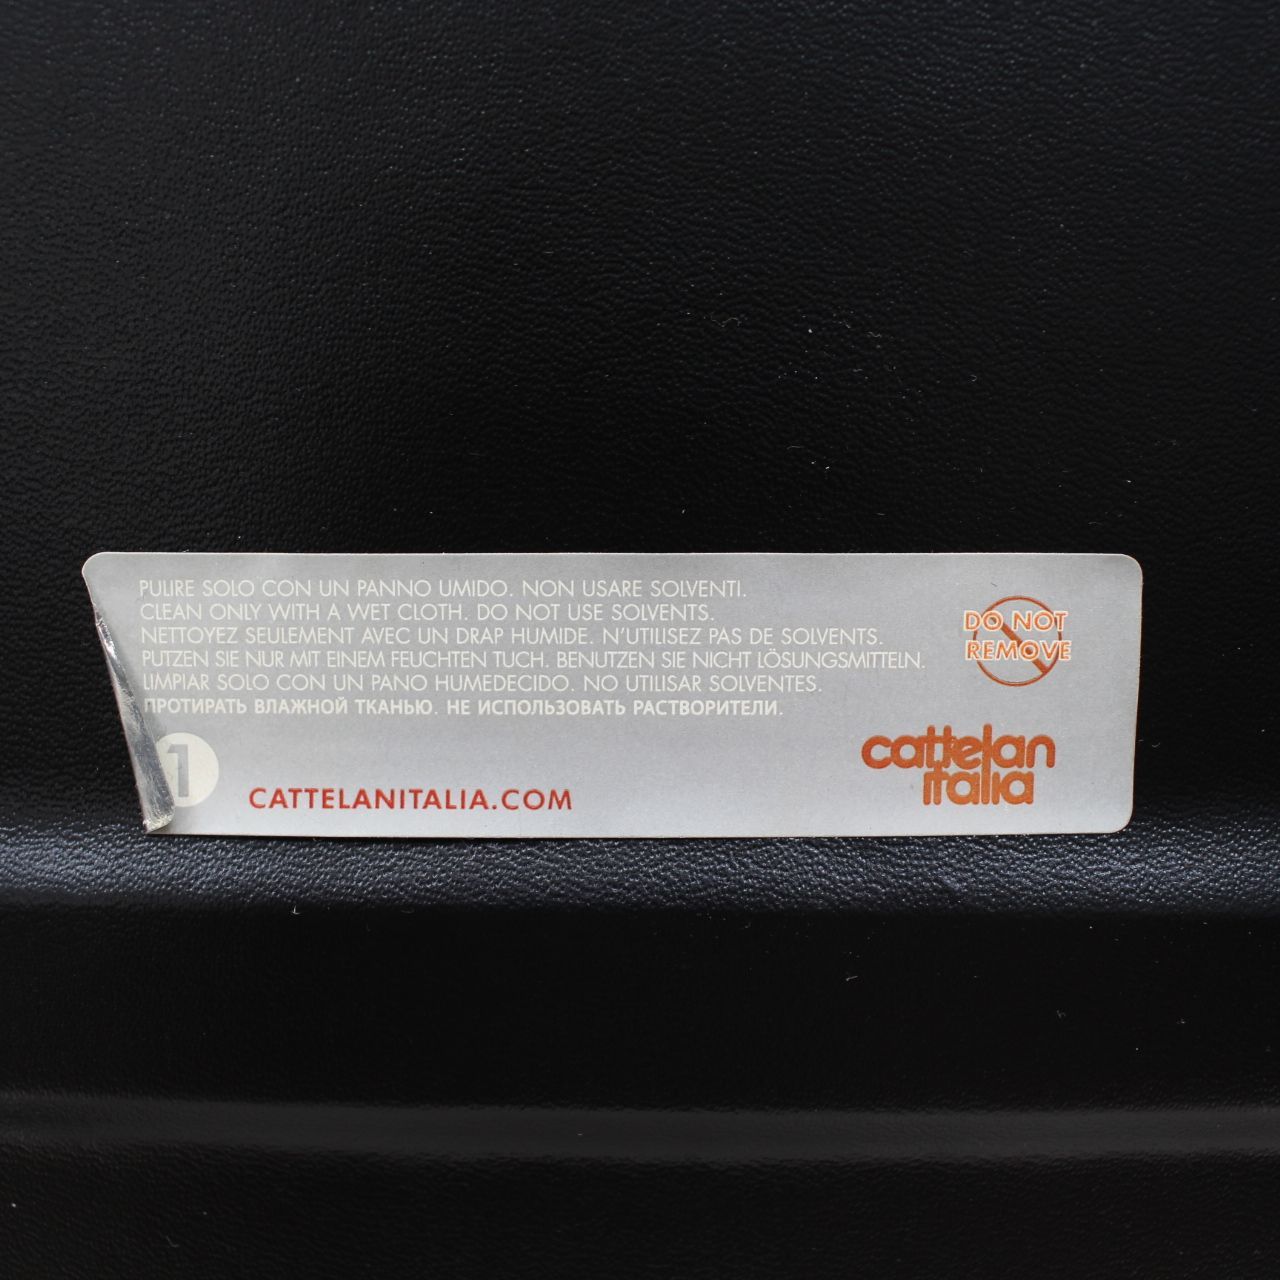 PULIRE SOLO CON UN PANNO UMIDO. NON USARE SOLVENTI.
CLEAN ONLY WITH A WET CLOTH. DO NOT USE SOLVENTS.
NETTOYEZ SEULEMENT AVEC UN DRAP HUMIDE. N'UTILISEZ PAS DE SOLVENTS.
PUTZEN SIE NUR MIT EINEM FEUCHTEN TUCH. BENUTZEN SIE NICHT LÖSUNGSMITTELN.
LIMPIAR SOLO CON UN PANO HUMEDECIDO. NO UTILISAR SOLVENTES.
ПРОТИРАТЬ ВЛАЖНОЙ ТКАНЬЮ. НЕ ИСПОЛЬЗОВАТЬ РАСТВОРИТЕЛИ.
DO NOT
REMOVE
1
CATTELANITALIA.COM
cattelan
italia